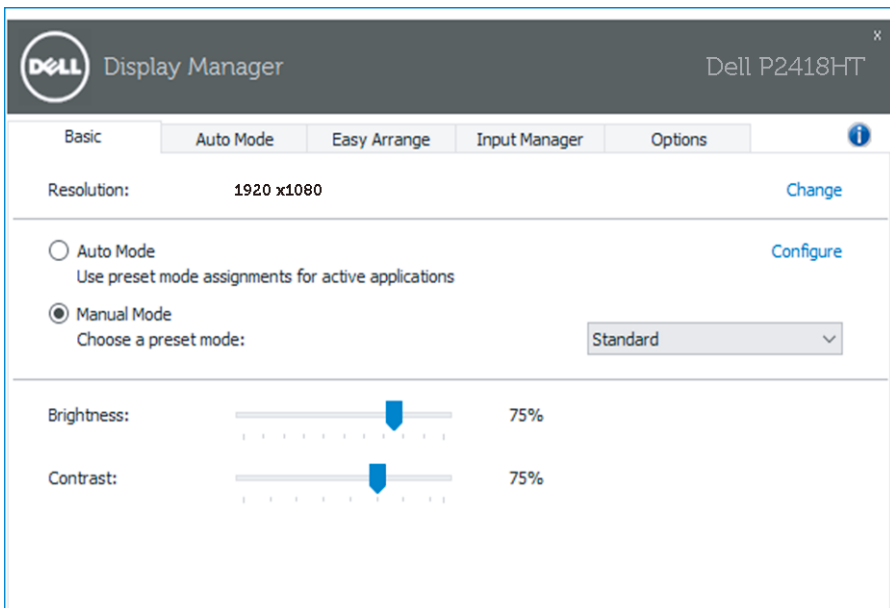 DELL Display Manager Dell P2418HT x
Basic Auto Mode Easy Arrange Input Manager Options i
Resolution: 1920 x1080 Change
Auto Mode Configure
Use preset mode assignments for active applications
Manual Mode
Choose a preset mode: Standard
Brightness: 75%
Contrast: 75%